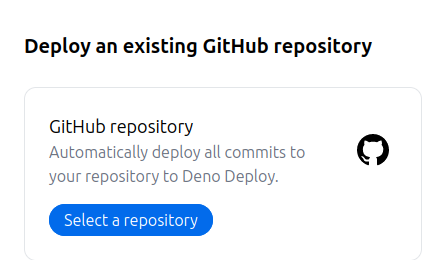 Deploy an existing GitHub repository
GitHub repository
Automatically deploy all commits to
your repository to Deno Deploy.
Select a repository